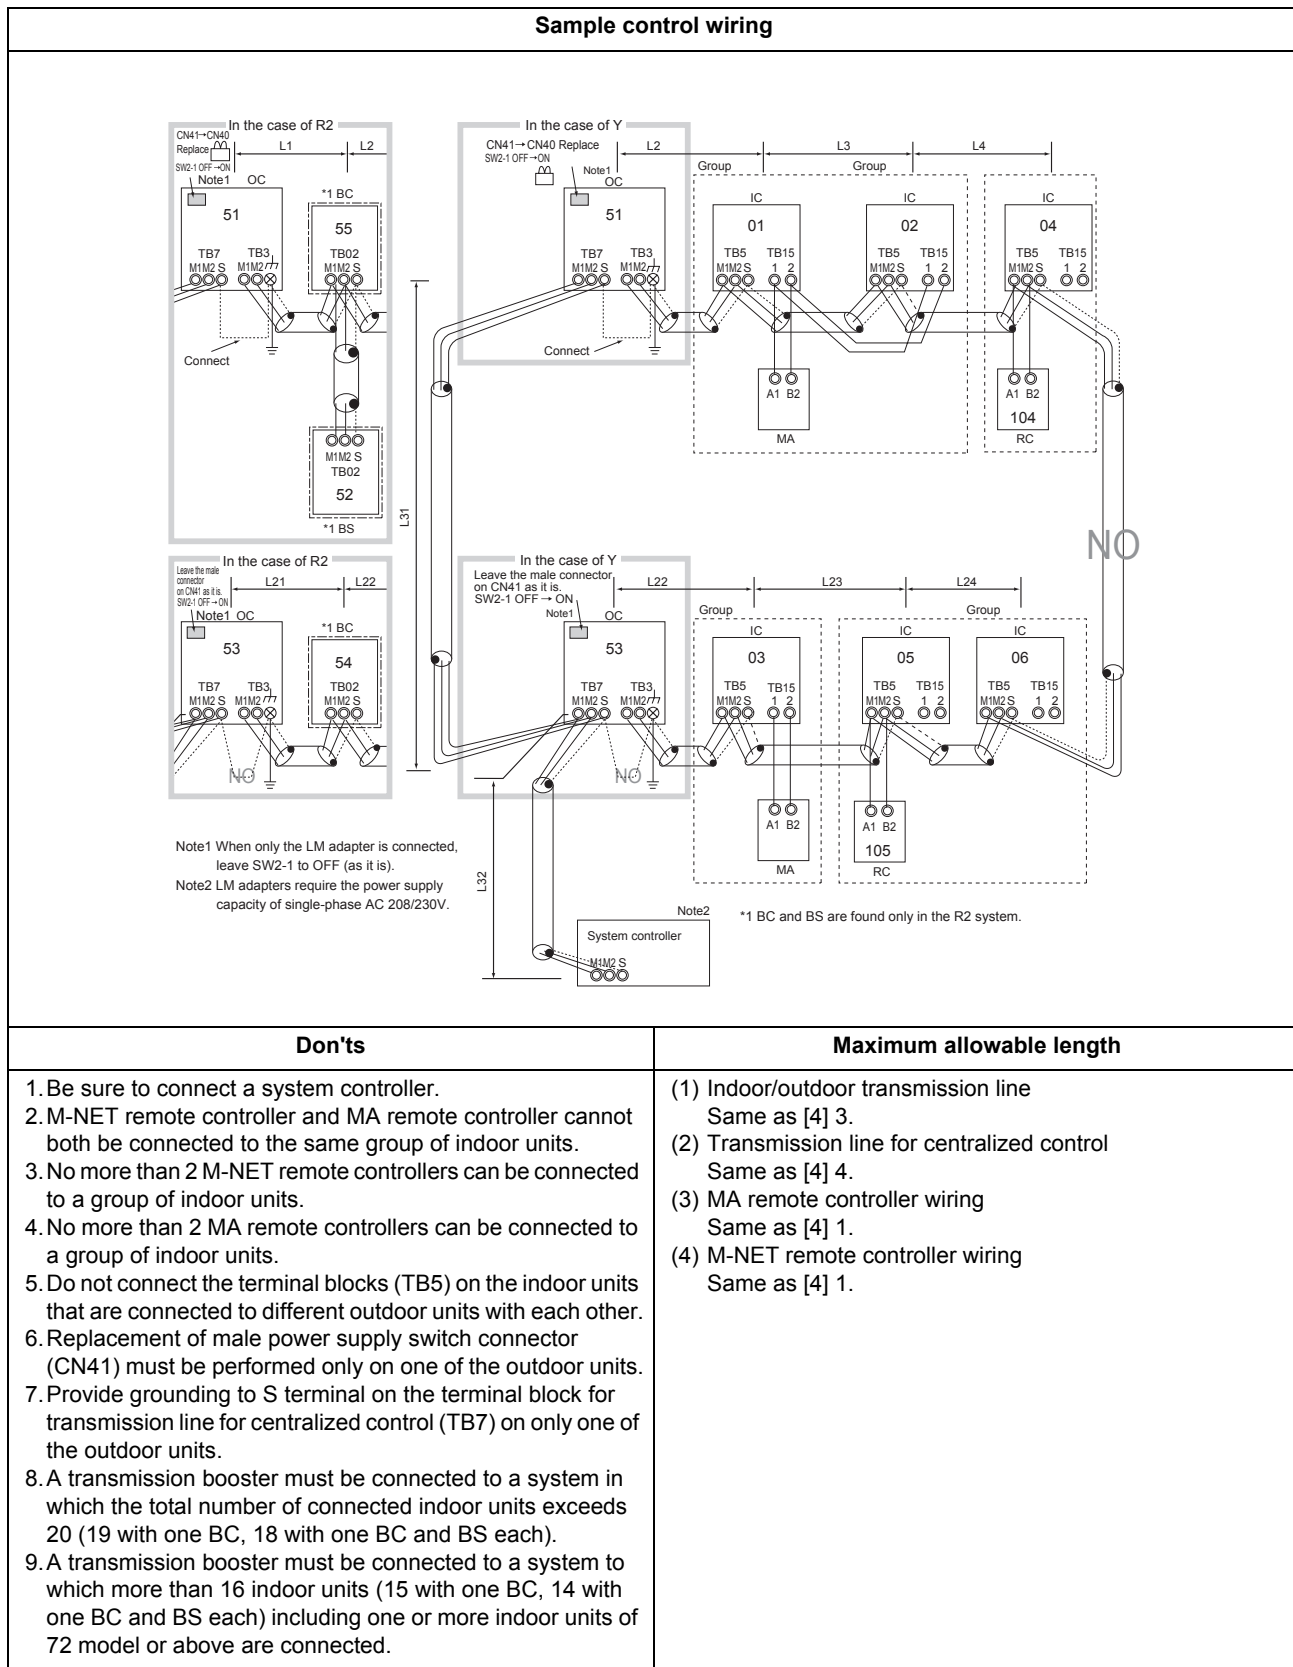 Sample control wiring
In the case of R2
CN41→CN40
Replace
SW2-1 OFF→ON
L1
L2
Note1
OC
51
TB7
TB3
M1M2 S
M1M2
*1 BC
55
TB02
M1M2 S
Connect
M1M2 S
TB02
52
*1 BS
In the case of Y
CN41→CN40 Replace
SW2-1 OFF→ON
L2
L3
L4
Note1
OC
51
TB7
TB3
M1M2 S
M1M2
Connect
Group
Group
IC
01
TB5
TB15
M1M2 S
1 2
IC
02
TB5
TB15
M1M2 S
1 2
IC
04
TB5
TB15
M1M2 S
1 2
A1 B2
MA
A1 B2
104
RC
L31
NO
In the case of R2
Leave the male
connector
on CN41 as it is.
SW2-1 OFF→ON
L21
L22
Note1
OC
53
TB7
TB3
M1M2 S
M1M2
*1 BC
54
TB02
M1M2 S
NO
In the case of Y
Leave the male connector
on CN41 as it is.
SW2-1 OFF→ON
L22
L23
L24
Note1
OC
53
TB7
TB3
M1M2 S
M1M2
NO
Group
Group
IC
03
TB5
TB15
M1M2 S
1 2
IC
05
TB5
TB15
M1M2 S
1 2
IC
06
TB5
TB15
M1M2 S
1 2
A1 B2
MA
A1 B2
105
RC
L32
Note1 When only the LM adapter is connected,
leave SW2-1 to OFF (as it is).
Note2 LM adapters require the power supply
capacity of single-phase AC 208/230V.
Note2
System controller
M1M2 S
*1 BC and BS are found only in the R2 system.
Don'ts
1. Be sure to connect a system controller.
2. M-NET remote controller and MA remote controller cannot
both be connected to the same group of indoor units.
3. No more than 2 M-NET remote controllers can be connected
to a group of indoor units.
4. No more than 2 MA remote controllers can be connected to
a group of indoor units.
5. Do not connect the terminal blocks (TB5) on the indoor units
that are connected to different outdoor units with each other.
6. Replacement of male power supply switch connector
(CN41) must be performed only on one of the outdoor units.
7. Provide grounding to S terminal on the terminal block for
transmission line for centralized control (TB7) on only one of
the outdoor units.
8. A transmission booster must be connected to a system in
which the total number of connected indoor units exceeds
20 (19 with one BC, 18 with one BC and BS each).
9. A transmission booster must be connected to a system to
which more than 16 indoor units (15 with one BC, 14 with
one BC and BS each) including one or more indoor units of
72 model or above are connected.
Maximum allowable length
(1) Indoor/outdoor transmission line
Same as [4] 3.
(2) Transmission line for centralized control
Same as [4] 4.
(3) MA remote controller wiring
Same as [4] 1.
(4) M-NET remote controller wiring
Same as [4] 1.